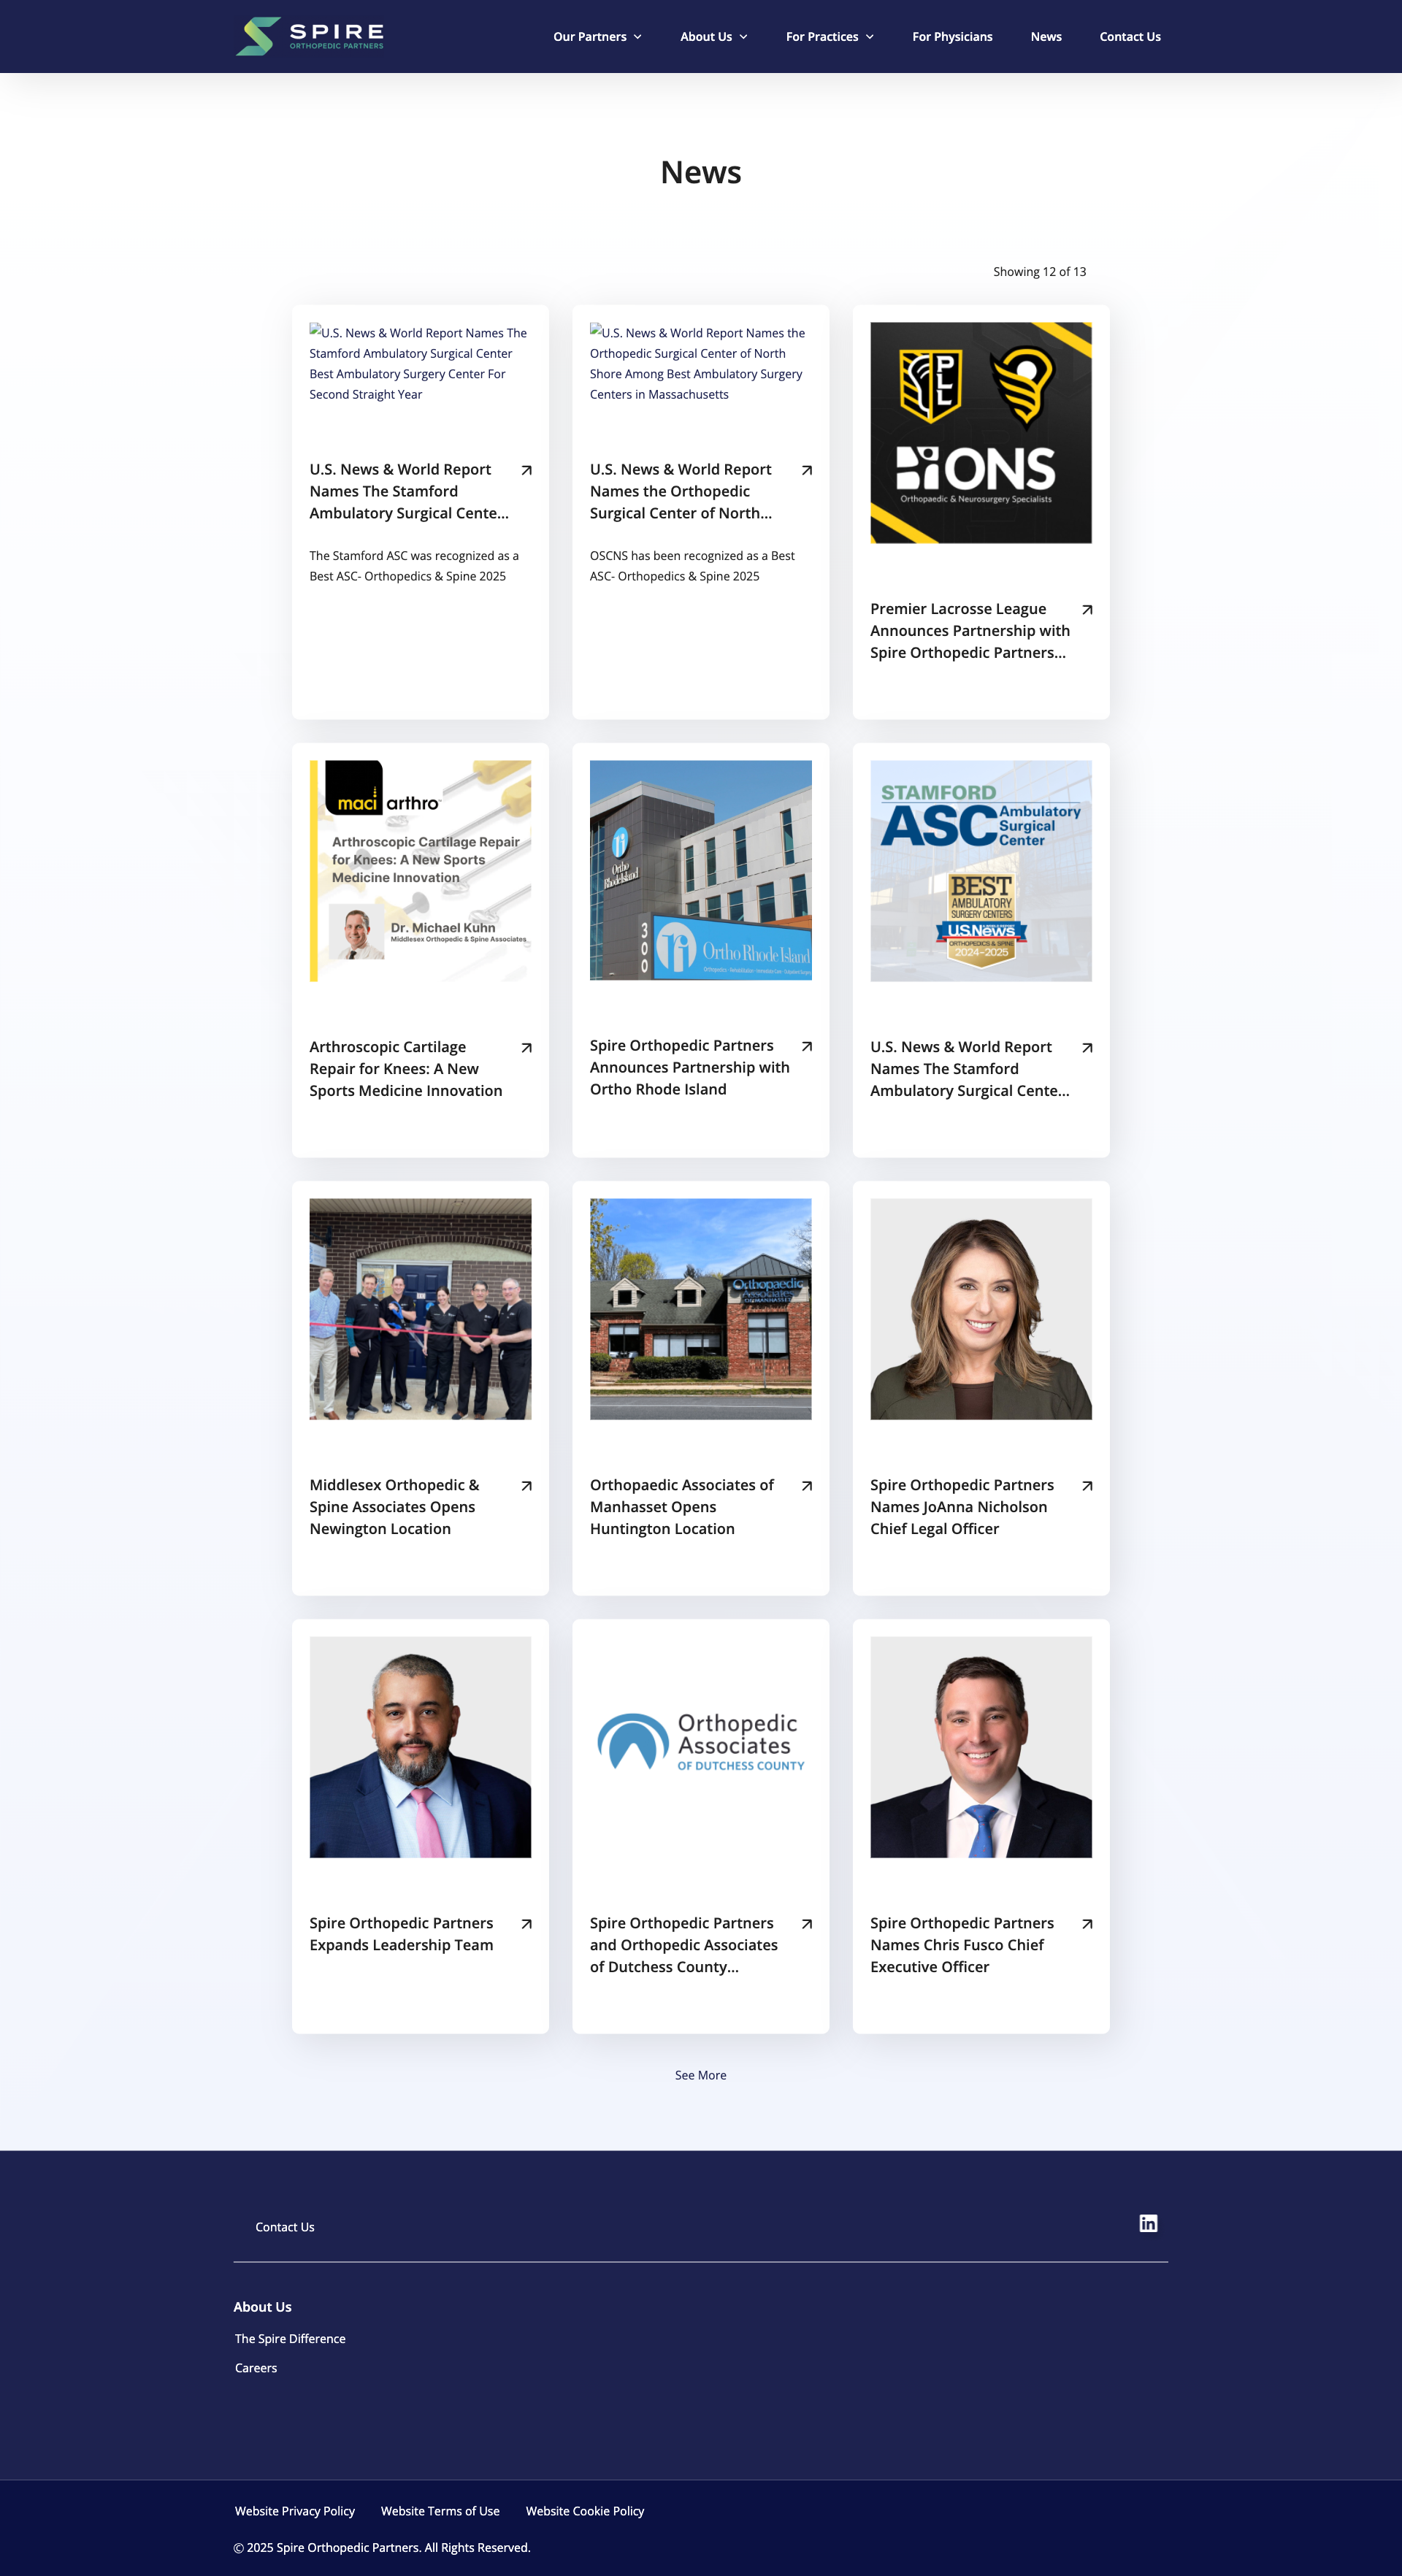 SPIRE
ORTHOPEDIC PARTNERS
Our Partners
About Us
For Practices
For Physicians
News
Contact Us
News
Showing 12 of 13
U.S. News & World Report Names The
Stamford Ambulatory Surgical Center
Best Ambulatory Surgery Center For
Second Straight Year
U.S. News & World Report
Names The Stamford
Ambulatory Surgical Cente...
The Stamford ASC was recognized as a
Best ASC- Orthopedics & Spine 2025
U.S. News & World Report Names the
Orthopedic Surgical Center of North
Shore Among Best Ambulatory Surgery
Centers in Massachusetts
U.S. News & World Report
Names the Orthopedic
Surgical Center of North...
OSCNS has been recognized as a Best
ASC- Orthopedics & Spine 2025
PLL
ONS
Orthopaedic & Neurosurgery Specialists
Premier Lacrosse League
Announces Partnership with
Spire Orthopedic Partners...
maci arthro
Arthroscopic Cartilage Repair
for Knees: A New Sports
Medicine Innovation
Dr. Michael Kuhn
Middlesex Orthopedic & Spine Associates
Arthroscopic Cartilage
Repair for Knees: A New
Sports Medicine Innovation
Ortho
RhodeIsland
300
Ortho Rhode Island
Spire Orthopedic Partners
Announces Partnership with
Ortho Rhode Island
STAMFORD
ASC Ambulatory
Surgical
Center
BEST
AMBULATORY
SURGERY CENTERS
U.S.News
ORTHOPEDICS & SPINE
2024-2025
U.S. News & World Report
Names The Stamford
Ambulatory Surgical Cente...
Middlesex Orthopedic &
Spine Associates Opens
Newington Location
Orthopaedic
Associates
OF MANHASSET
Orthopaedic Associates of
Manhasset Opens
Huntington Location
Spire Orthopedic Partners
Names JoAnna Nicholson
Chief Legal Officer
Spire Orthopedic Partners
Expands Leadership Team
Orthopedic
Associates
OF DUTCHESS COUNTY
Spire Orthopedic Partners
and Orthopedic Associates
of Dutchess County...
Spire Orthopedic Partners
Names Chris Fusco Chief
Executive Officer
See More
Contact Us
in
About Us
The Spire Difference
Careers
Website Privacy Policy
Website Terms of Use
Website Cookie Policy
© 2025 Spire Orthopedic Partners. All Rights Reserved.